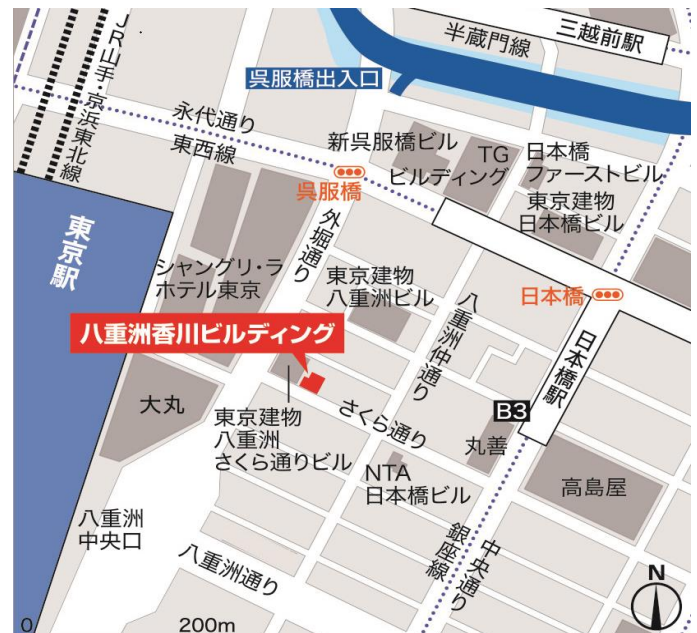 三越前駅
半蔵門線
JR山手・京浜東北線
呉服橋出入口
永代通り
東西線
新呉服橋ビル
TG
ビルディング
日本橋
ファーストビル
呉服橋
東京建物
日本橋ビル
東京駅
外堀通り
シャングリ・ラ
ホテル東京
東京建物
八重洲ビル
八重洲仲通り
日本橋
日本橋駅
八重洲香川ビルディング
大丸
さくら通り
B3
東京建物
八重洲
さくら通りビル
丸善
NTA
日本橋ビル
高島屋
八重洲
中央口
八重洲通り
銀座線
中央通り
N
0
200m